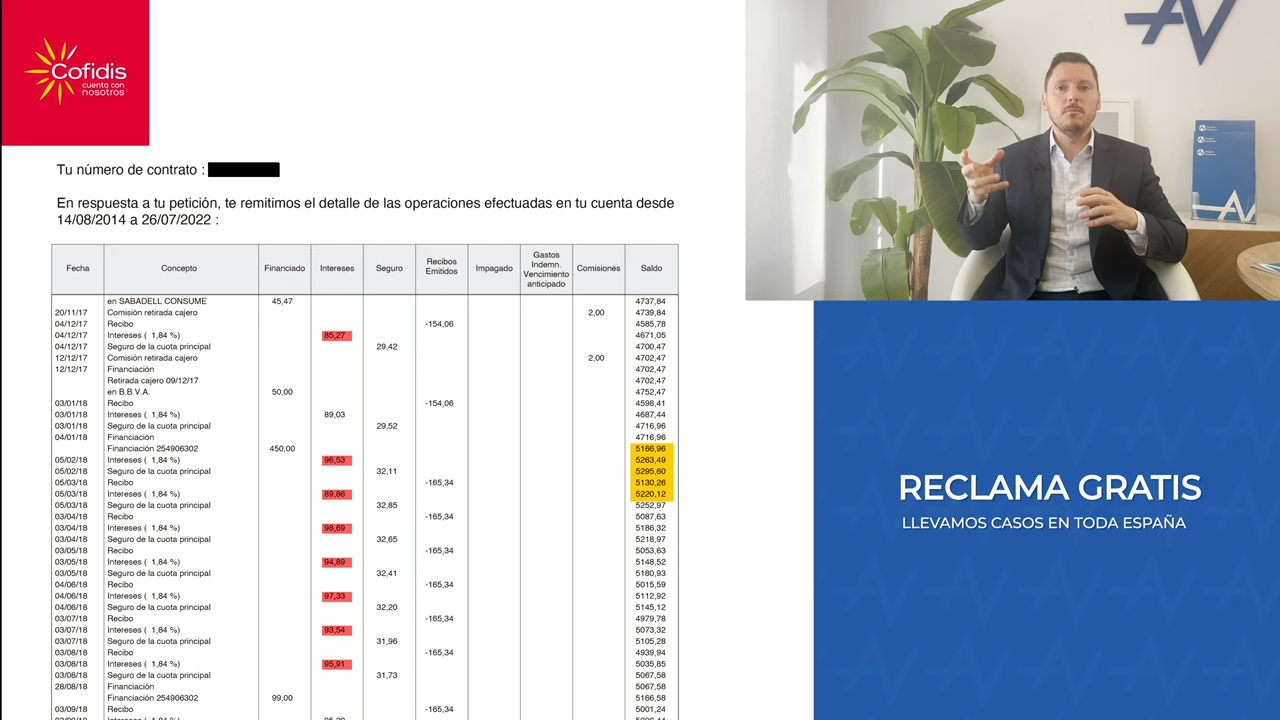 Cofidis
cuenta con
nosotros
Tu número de contrato :
En respuesta a tu petición, te remitimos el detalle de las operaciones efectuadas en tu cuenta desde
14/08/2014 a 26/07/2022 :
Fecha Concepto Financiado Intereses Seguro Recibos Emitidos Impagado Gastos Indemn. Vencimiento anticipado Comisiones Saldo
en SABADELL CONSUME 45,47 4737,84
20/11/17 Comisión retirada cajero 2,00 4739,84
04/12/17 Recibo -154,06 4585,78
04/12/17 Intereses ( 1,84 %) 85,27 4671,05
04/12/17 Seguro de la cuota principal 29,42 4700,47
12/12/17 Comisión retirada cajero 2,00 4702,47
12/12/17 Financiación 4702,47
Retirada cajero 09/12/17 4702,47
en B.B.V.A. 50,00 4752,47
03/01/18 Recibo -154,06 4598,41
03/01/18 Intereses ( 1,84 %) 89,03 4687,44
03/01/18 Seguro de la cuota principal 29,52 4716,96
04/01/18 Financiación 4716,96
Financiación 254906302 450,00 5166,96
05/02/18 Intereses ( 1,84 %) 96,53 5263,49
05/02/18 Seguro de la cuota principal 32,11 5295,60
05/03/18 Recibo -165,34 5130,26
05/03/18 Intereses ( 1,84 %) 89,86 5220,12
05/03/18 Seguro de la cuota principal 32,85 5252,97
03/04/18 Recibo -165,34 5087,63
03/04/18 Intereses ( 1,84 %) 98,69 5186,32
03/04/18 Seguro de la cuota principal 32,65 5218,97
03/05/18 Recibo -165,34 5053,63
03/05/18 Intereses ( 1,84 %) 94,89 5148,52
03/05/18 Seguro de la cuota principal 32,41 5180,93
04/06/18 Recibo -165,34 5015,59
04/06/18 Intereses ( 1,84 %) 97,33 5112,92
04/06/18 Seguro de la cuota principal 32,20 5145,12
03/07/18 Recibo -165,34 4979,78
03/07/18 Intereses ( 1,84 %) 93,54 5073,32
03/07/18 Seguro de la cuota principal 31,96 5105,28
03/08/18 Recibo -165,34 4939,94
03/08/18 Intereses ( 1,84 %) 95,91 5035,85
03/08/18 Seguro de la cuota principal 31,73 5067,58
28/08/18 Financiación 5067,58
Financiación 254906302 99,00 5166,58
03/09/18 Recibo -165,34 5001,24
RECLAMA GRATIS
LLEVAMOS CASOS EN TODA ESPAÑA